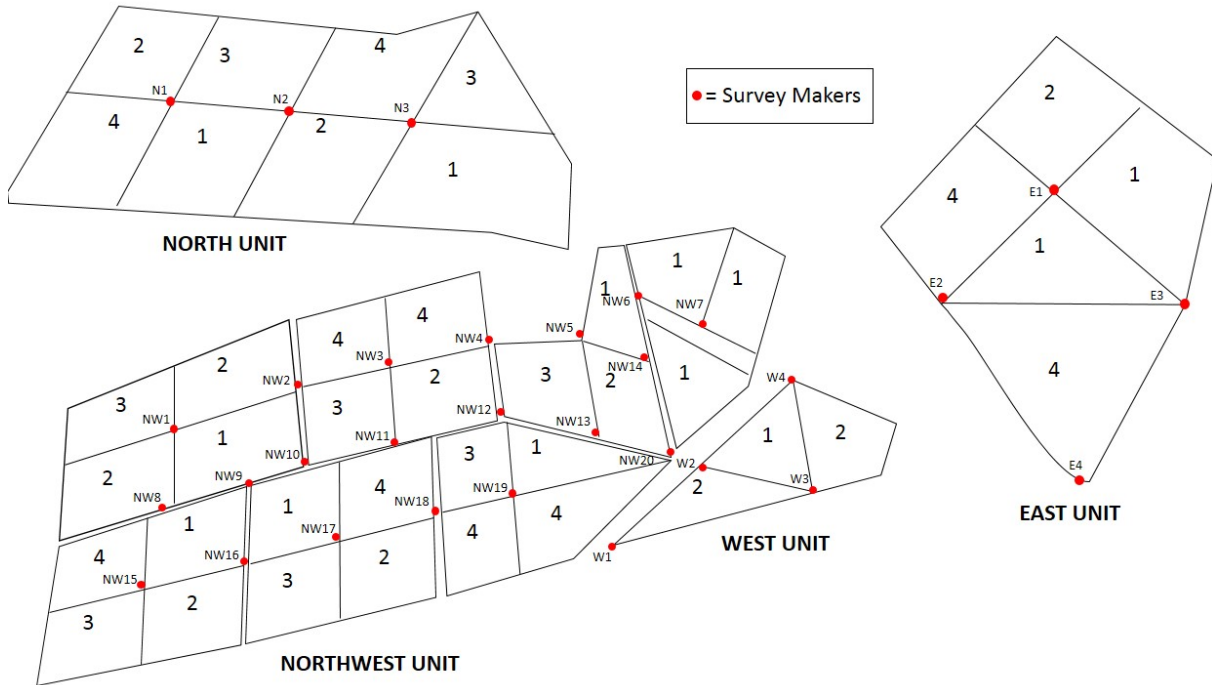 2 3 4 3
N1 N2 N3
4 1 2 1
NORTH UNIT
= Survey Makers
2
4 E1 1
1
E2 E3
4
E4
EAST UNIT
4 4
NW3 NW4
NW2
3 2
NW11
3 2
NW1
2 1
NW10
NW8 NW9
1 NW6 1 1
NW5 NW7
3 2 NW14 1
NW12 NW13
NW20
W4
1 2
W2
2 W3
W1
WEST UNIT
4 1
NW15 NW16
3 2
1 4
NW17 NW18
3 2
3 1
NW19
4 4
NORTHWEST UNIT